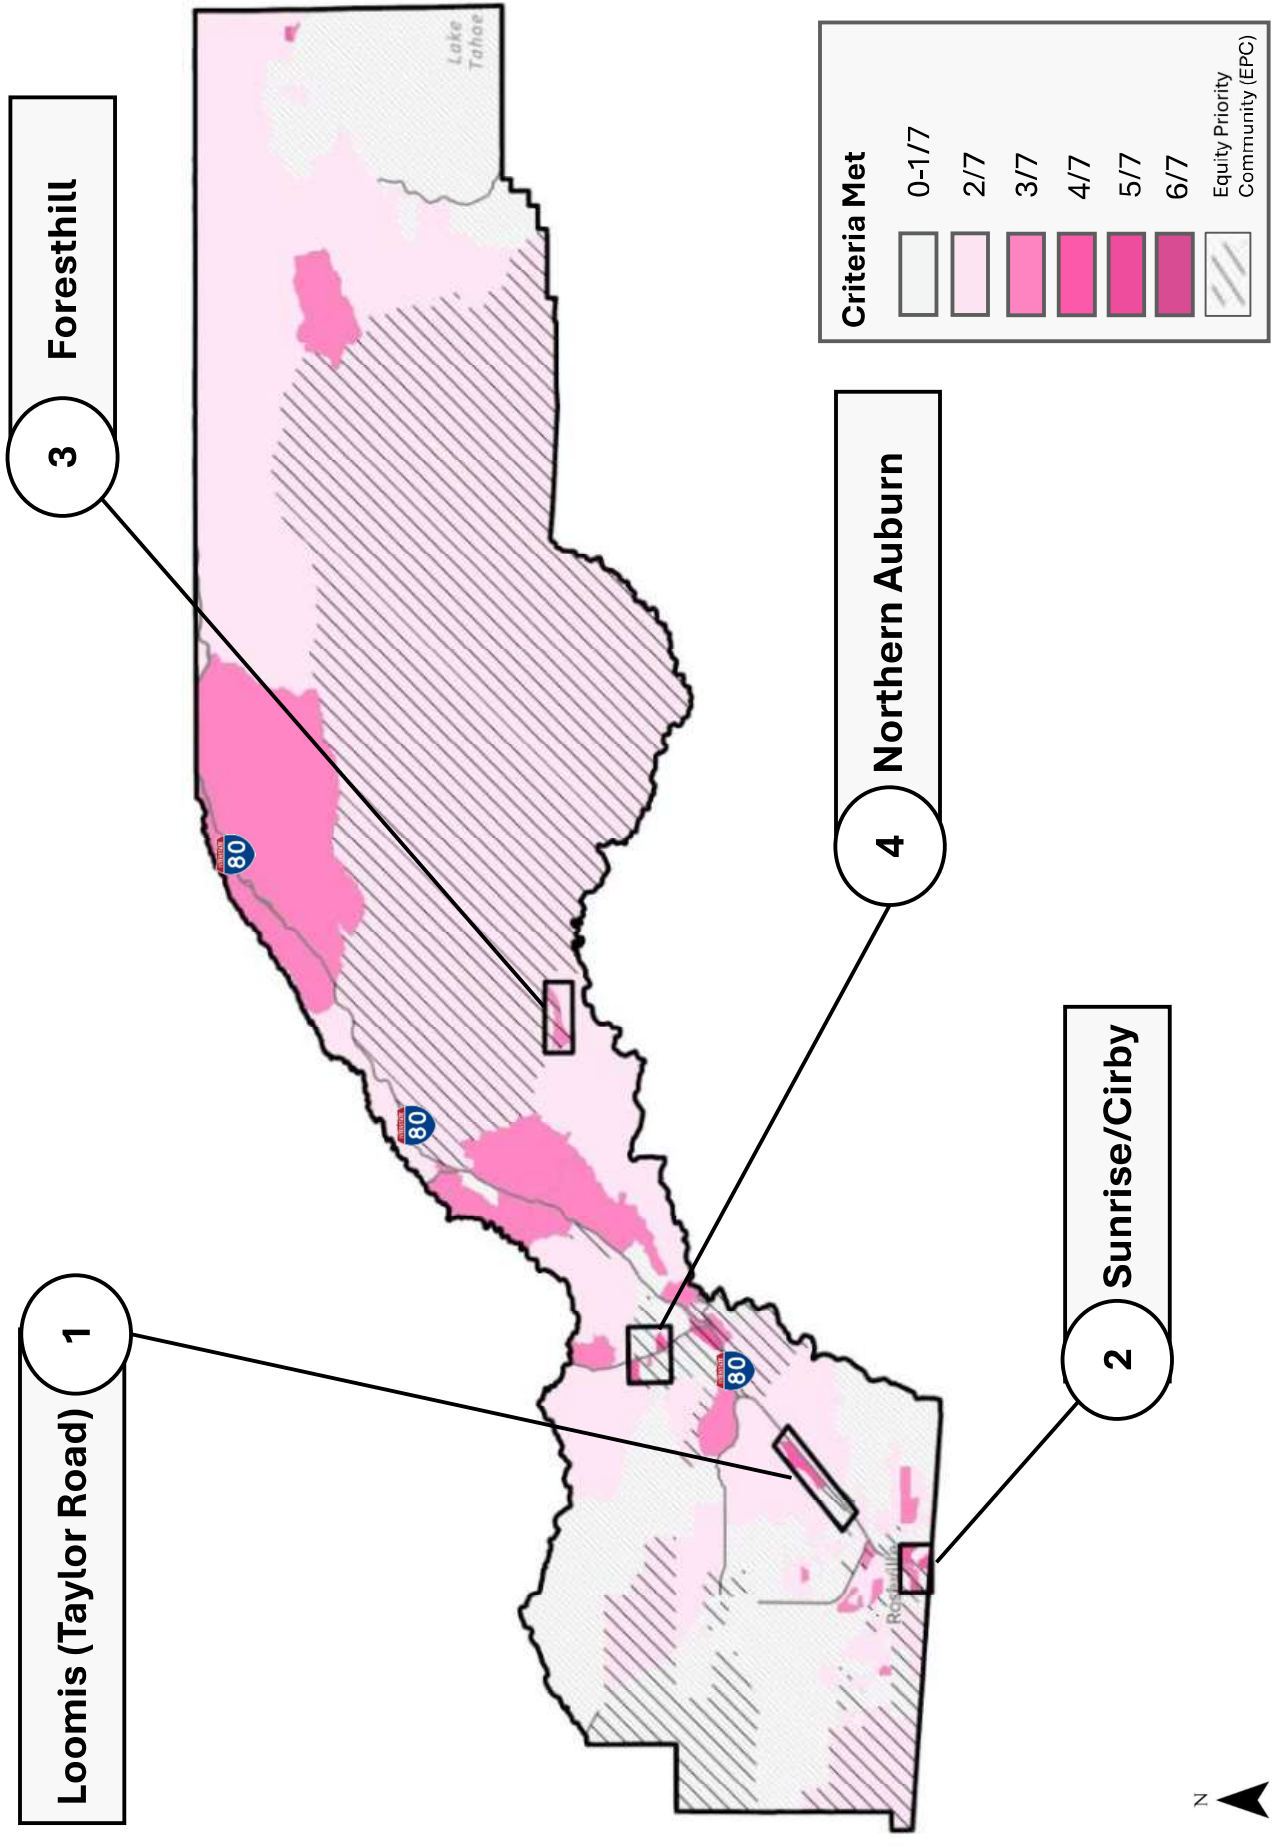 1
Loomis (Taylor Road)
3
Foresthill
Lake
Tahoe
80
80
80
Roseville
4
Northern Auburn
2
Sunrise/Cirby
Criteria Met
0-1/7
2/7
3/7
4/7
5/7
6/7
Equity Priority
Community (EPC)
N